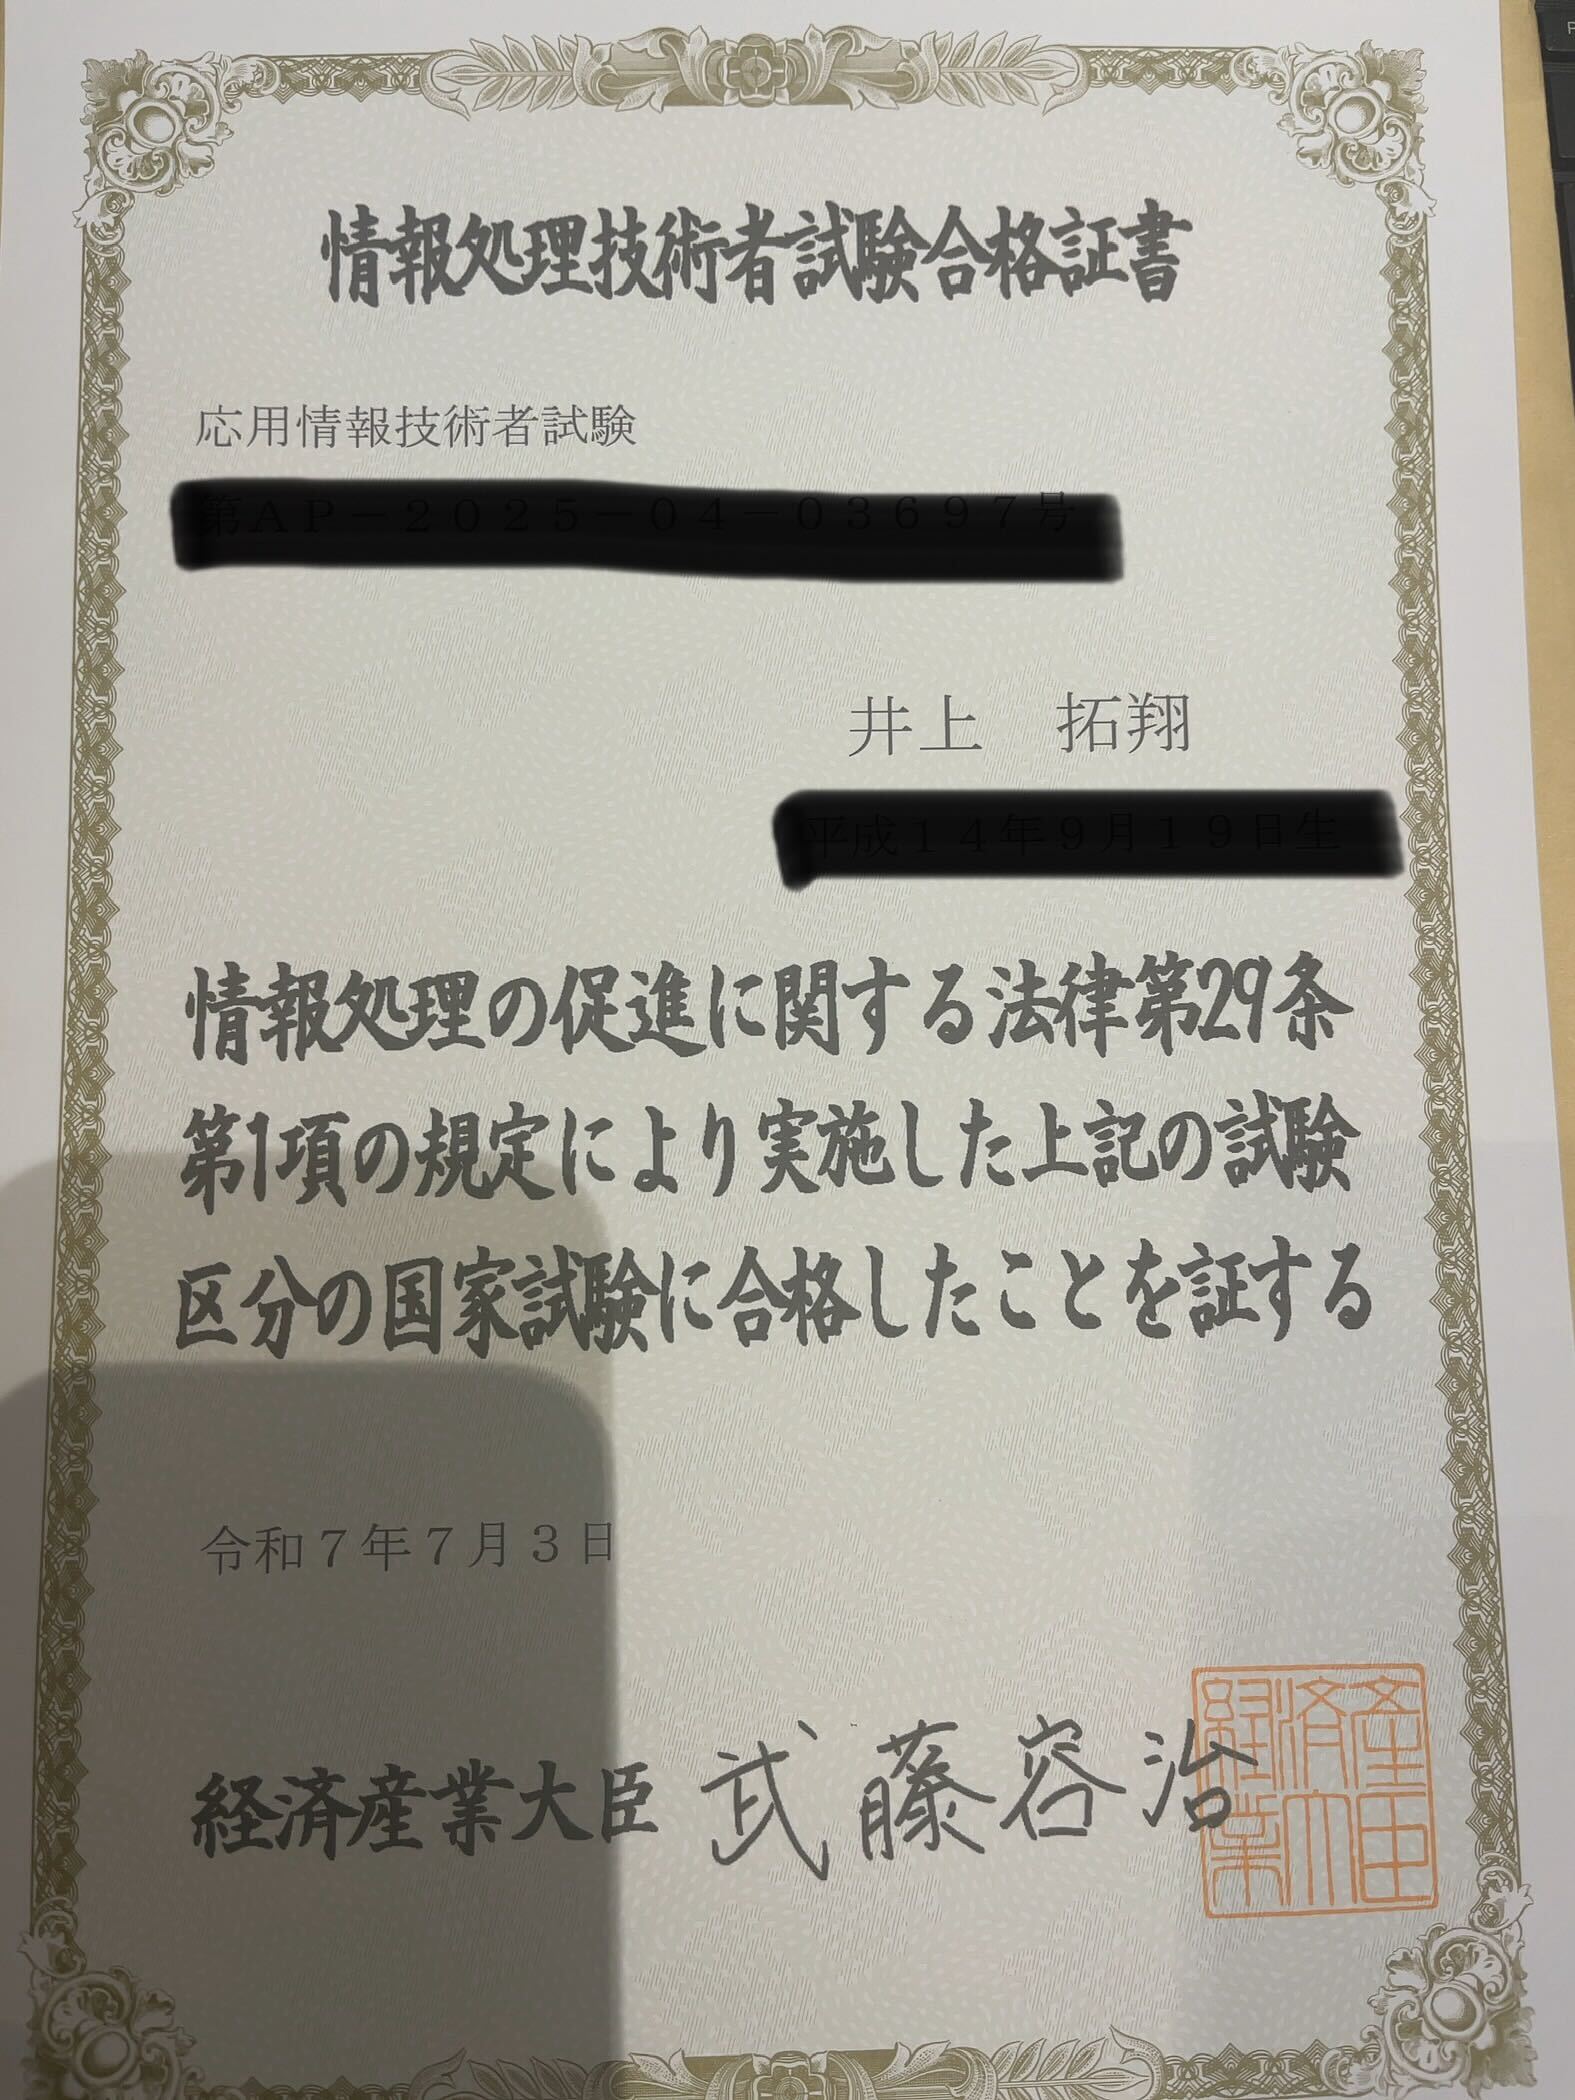 情報処理技術者試験合格証書
応用情報技術者試験
井上　拓翔
情報処理の促進に関する法律第29条
第1項の規定により実施した上記の試験
区分の国家試験に合格したことを証する
令和７年７月３日
経済産業大臣 武藤容治